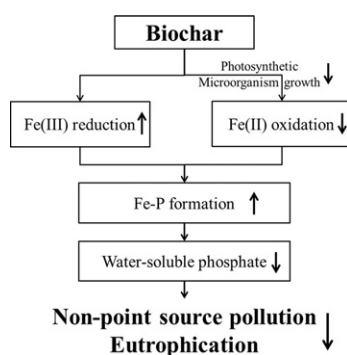 Biochar
Photosynthetic
Microorganism growth
Fe(III) reduction
Fe(II) oxidation
Fe-P formation
Water-soluble phosphate
Non-point source pollution
Eutrophication